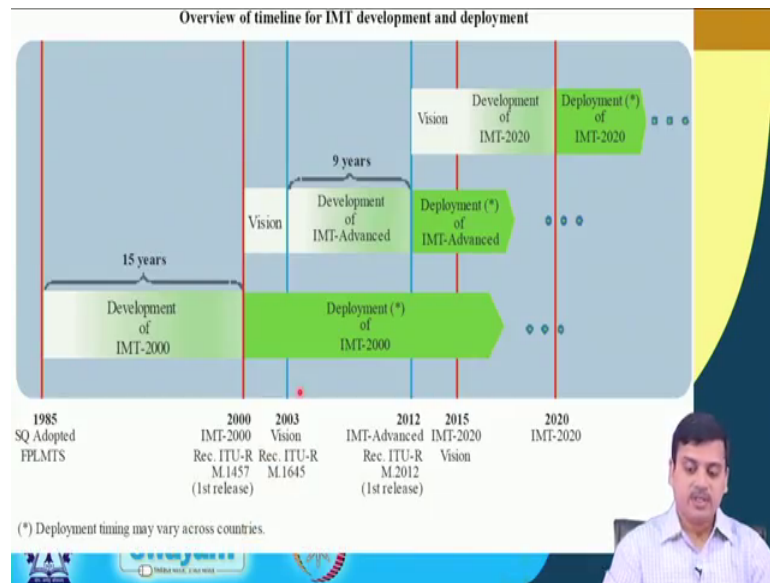 Overview of timeline for IMT development and deployment
Vision
Development
of
IMT-2020
Deployment (*)
of
IMT-2020
9 years
Vision
Development
of
IMT-Advanced
Deployment (*)
of
IMT-Advanced
15 years
Development
of
IMT-2000
Deployment (*)
of
IMT-2000
1985
SQ Adopted
FPLMTS
2000
IMT-2000
Rec. ITU-R
M.1457
(1st release)
2003
Vision
Rec. ITU-R
M.1645
2012
IMT-Advanced
Rec. ITU-R
M.2012
(1st release)
2015
IMT-2020
Vision
2020
IMT-2020
(*) Deployment timing may vary across countries.